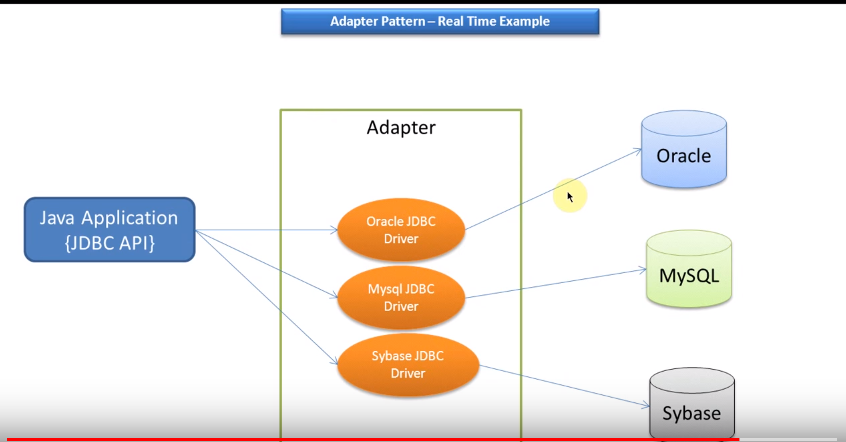 Adapter Pattern – Real Time Example
Adapter
Oracle
Java Application
{JDBC API}
Oracle JDBC
Driver
Mysql JDBC
Driver
MySQL
Sybase JDBC
Driver
Sybase